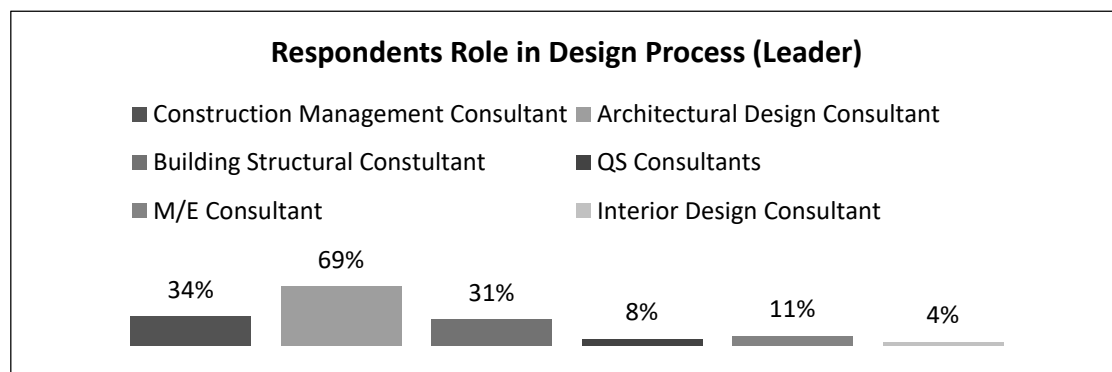 Respondents Role in Design Process (Leader)
Construction Management Consultant
Architectural Design Consultant
Building Structural Constultant
QS Consultants
M/E Consultant
Interior Design Consultant
34%
69%
31%
8%
11%
4%